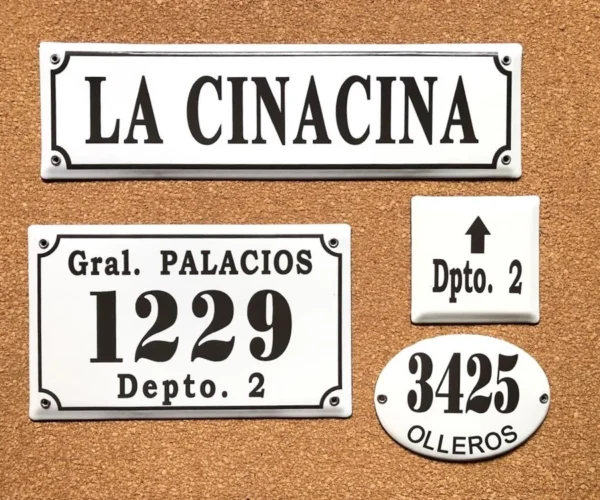 LA CINACINA
Gral. PALACIOS
1229
Depto. 2
Dpto. 2
3425
OLLEROS